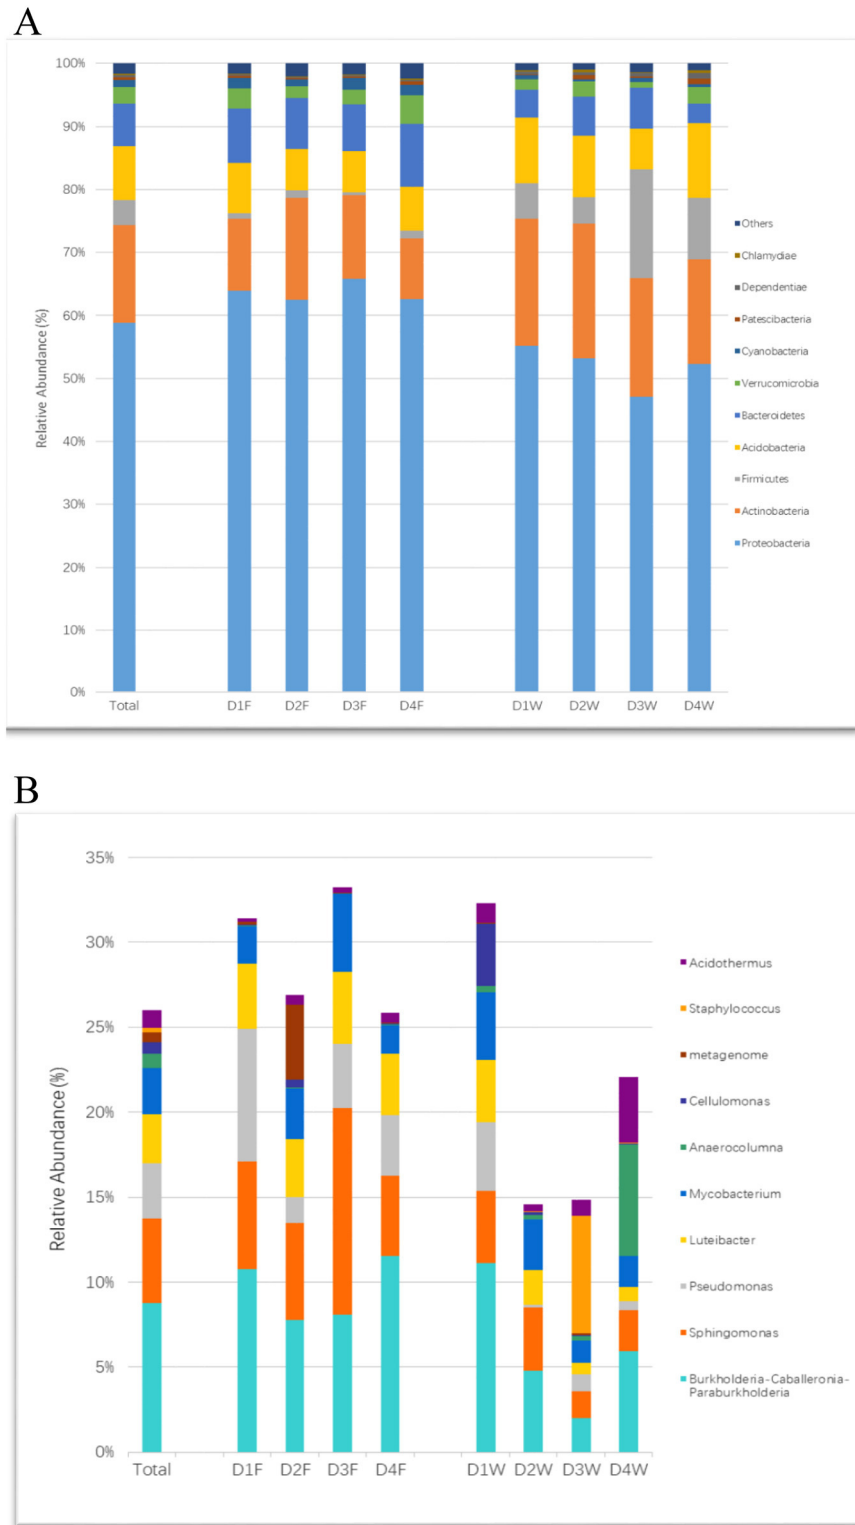 A
100%
90%
80%
70%
60%
50%
40%
30%
20%
10%
0%
Relative Abundance (%)
Total
D1F
D2F
D3F
D4F
D1W
D2W
D3W
D4W
Others
Chlamydiae
Dependentiae
Patescibacteria
Cyanobacteria
Verrucomicrobia
Bacteroidetes
Acidobacteria
Firmicutes
Actinobacteria
Proteobacteria
B
35%
30%
25%
20%
15%
10%
5%
0%
Relative Abundance (%)
Total
D1F
D2F
D3F
D4F
D1W
D2W
D3W
D4W
Acidothermus
Staphylococcus
metagenome
Cellulomonas
Anaerocolumna
Mycobacterium
Luteibacter
Pseudomonas
Sphingomonas
Burkholderia-Caballeronia-
Paraburkholderia